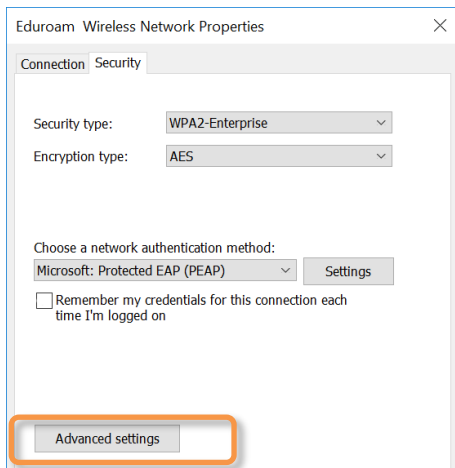 Eduroam  Wireless Network Properties
Connection Security
Security type: WPA2-Enterprise
Encryption type: AES
Choose a network authentication method:
Microsoft: Protected EAP (PEAP) Settings
Remember my credentials for this connection each
time I'm logged on
Advanced settings